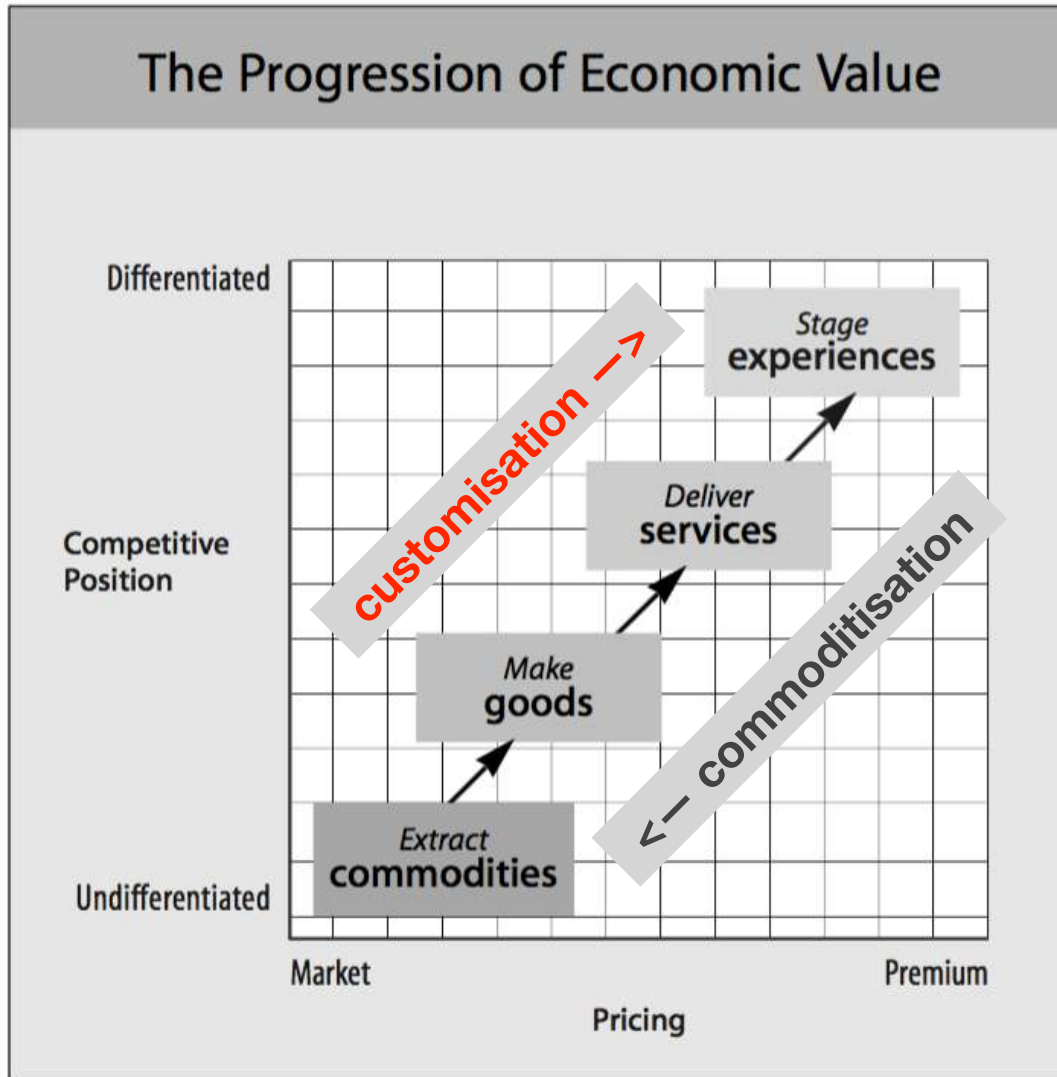 The Progression of Economic Value
Differentiated
Stage
experiences
customisation —>
Deliver
services
Competitive
Position
<— commoditisation
Make
goods
Extract
commodities
Undifferentiated
Market
Premium
Pricing